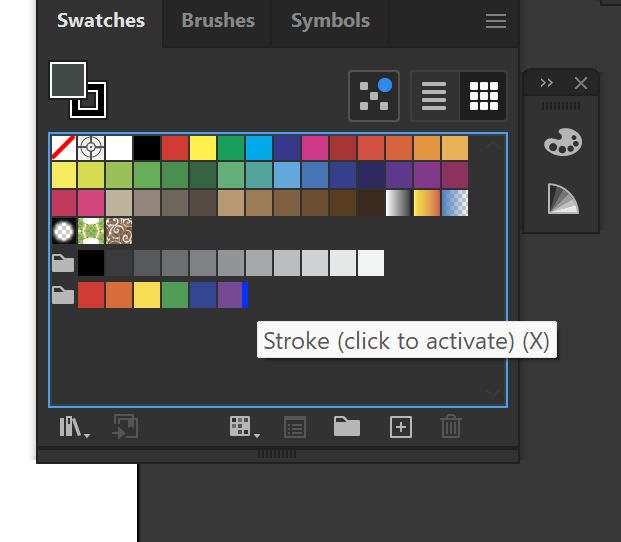 Swatches Brushes Symbols
Stroke (click to activate) (X)